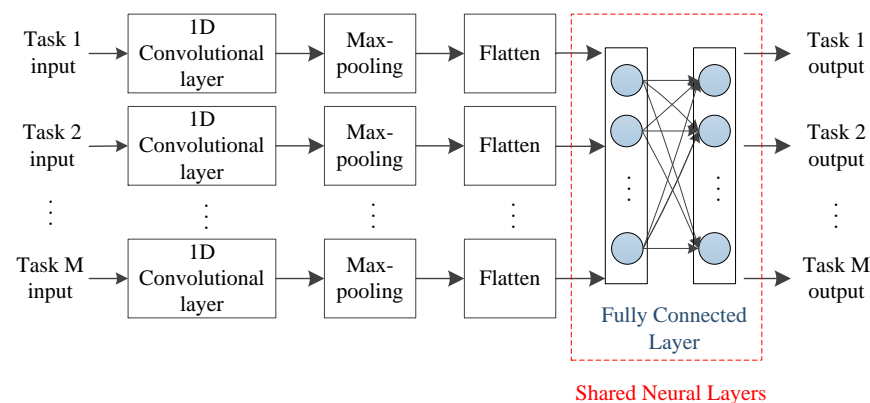 Task 1
input
1D
Convolutional
layer
Max-
pooling
Flatten
Task 1
output
Task 2
input
1D
Convolutional
layer
Max-
pooling
Flatten
Task 2
output
Task M
input
1D
Convolutional
layer
Max-
pooling
Flatten
Task M
output
Fully Connected
Layer
Shared Neural Layers